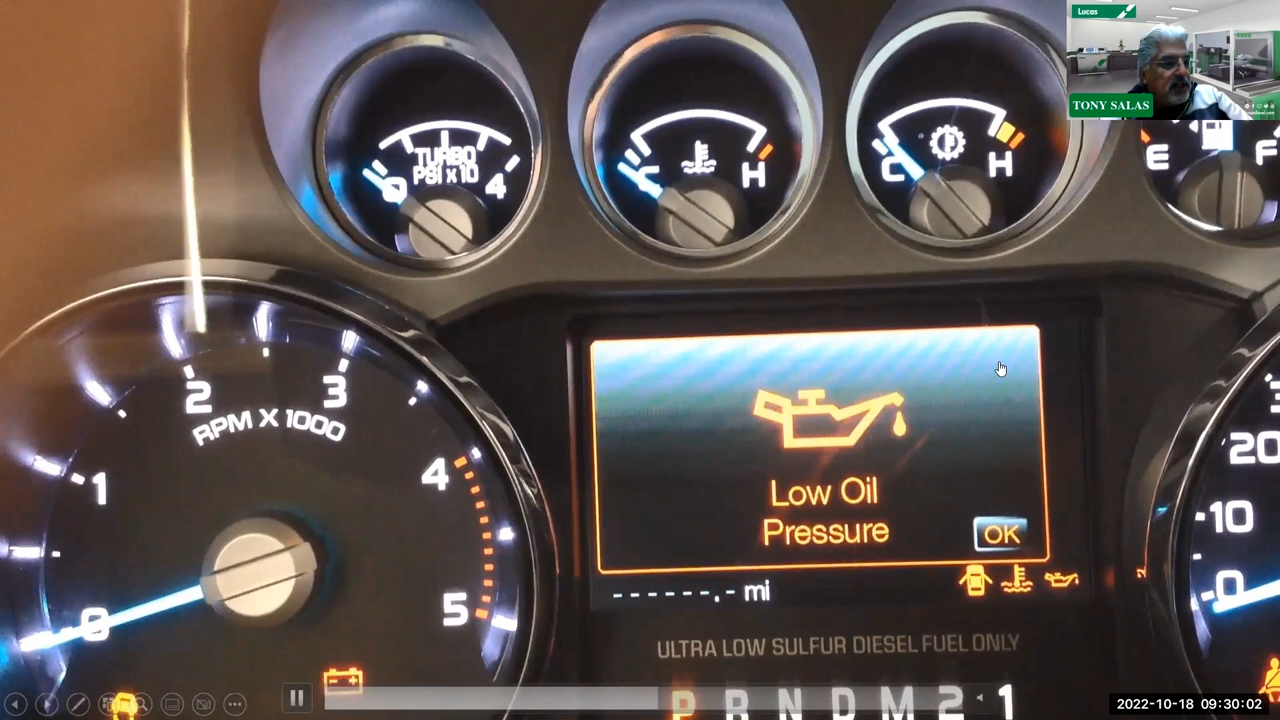 Lucas
TONY SALAS
TURBO
PSI x 10
0
4
C
H
C
H
E
F
0
1
2
3
4
5
RPM X 1000
Low Oil
Pressure
OK
------.- mi
ULTRA LOW SULFUR DIESEL FUEL ONLY
P R N D M 2 1
20
10
0
2022-10-18 09:30:02